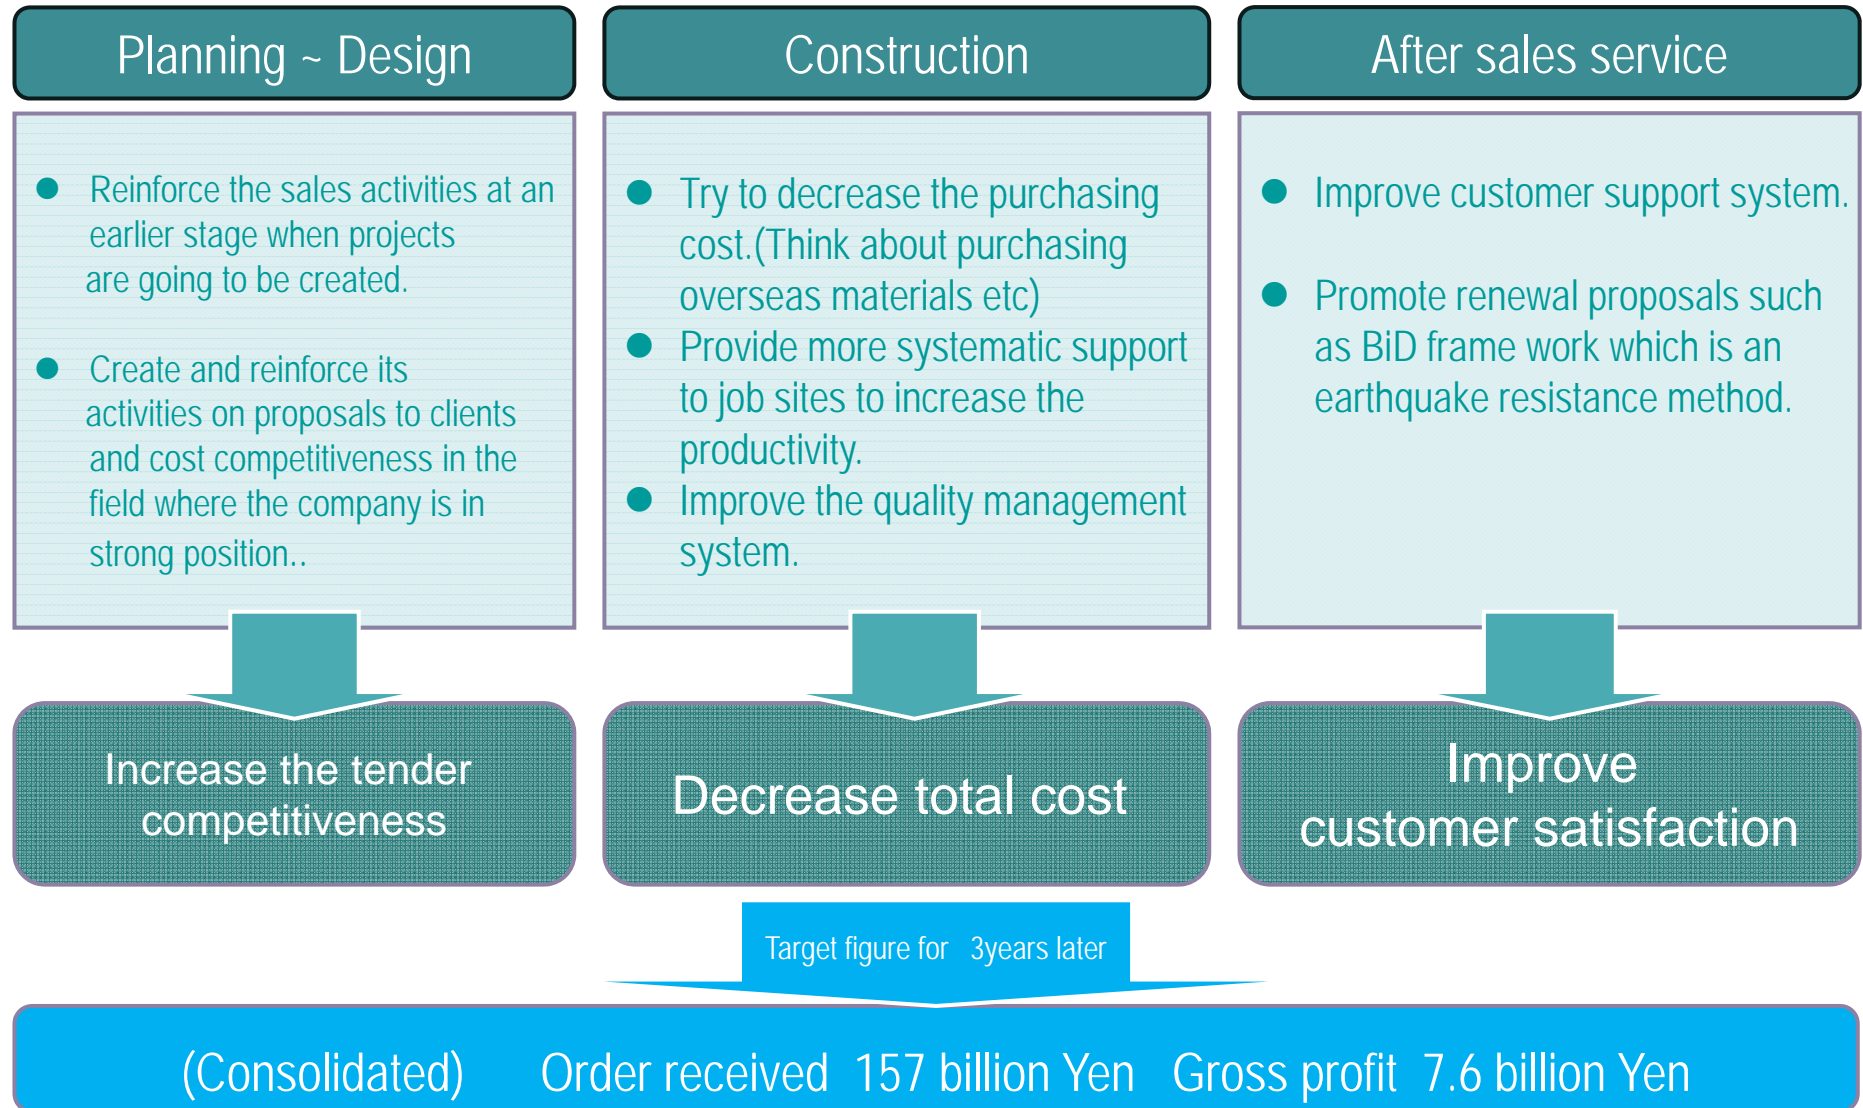 Planning ~ Design
Reinforce the sales activities at an
earlier stage when projects
are going to be created.
Create and reinforce its
activities on proposals to clients
and cost competitiveness in the
field where the company is in
strong position..
Increase the tender
competitiveness
Construction
Try to decrease the purchasing
cost.(Think about purchasing
overseas materials etc)
Provide more systematic support
to job sites to increase the
productivity.
Improve the quality management
system.
Decrease total cost
After sales service
Improve customer support system.
Promote renewal proposals such
as BiD frame work which is an
earthquake resistance method.
Improve
customer satisfaction
Target figure for 3years later
(Consolidated) Order received 157 billion Yen Gross profit 7.6 billion Yen